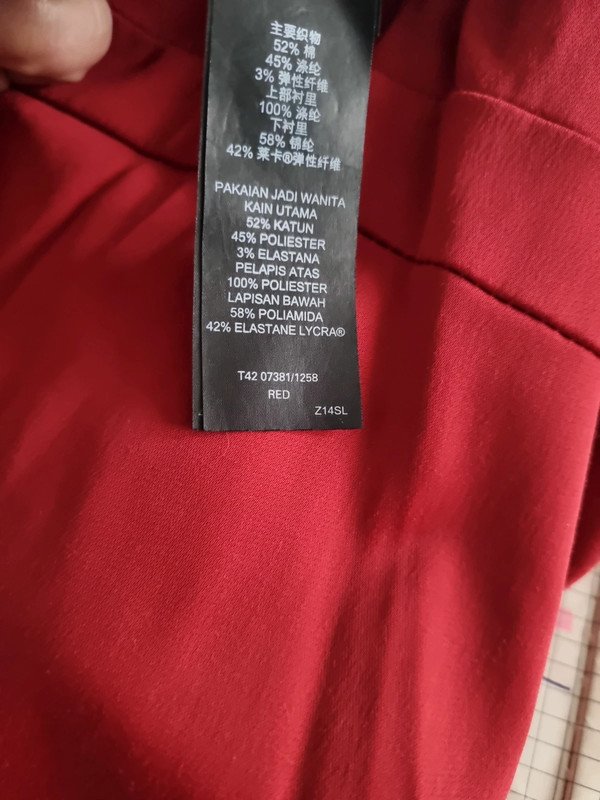 主要织物
52% 棉
45% 涤纶
3% 弹性纤维
上部衬里
100% 涤纶
下衬里
58% 锦纶
42% 莱卡®弹性纤维
PAKAIAN JADI WANITA
KAIN UTAMA
52% KATUN
45% POLIESTER
3% ELASTANA
PELAPIS ATAS
100% POLIESTER
LAPISAN BAWAH
58% POLIAMIDA
42% ELASTANE LYCRA®
T42 07381/1258
RED
Z14SL